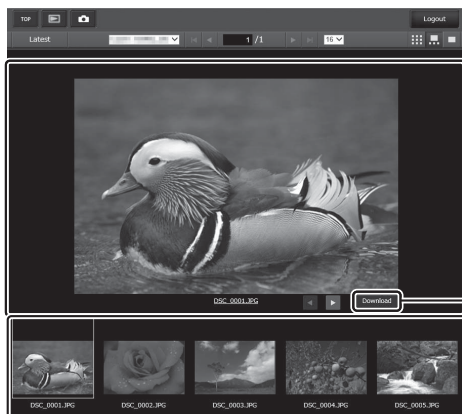 TOP Logout
Latest 1 /1 16
DSC_0001.JPG Download
DSC_0001.JPG DSC_0002.JPG DSC_0003.JPG DSC_0004.JPG DSC_0005.JPG